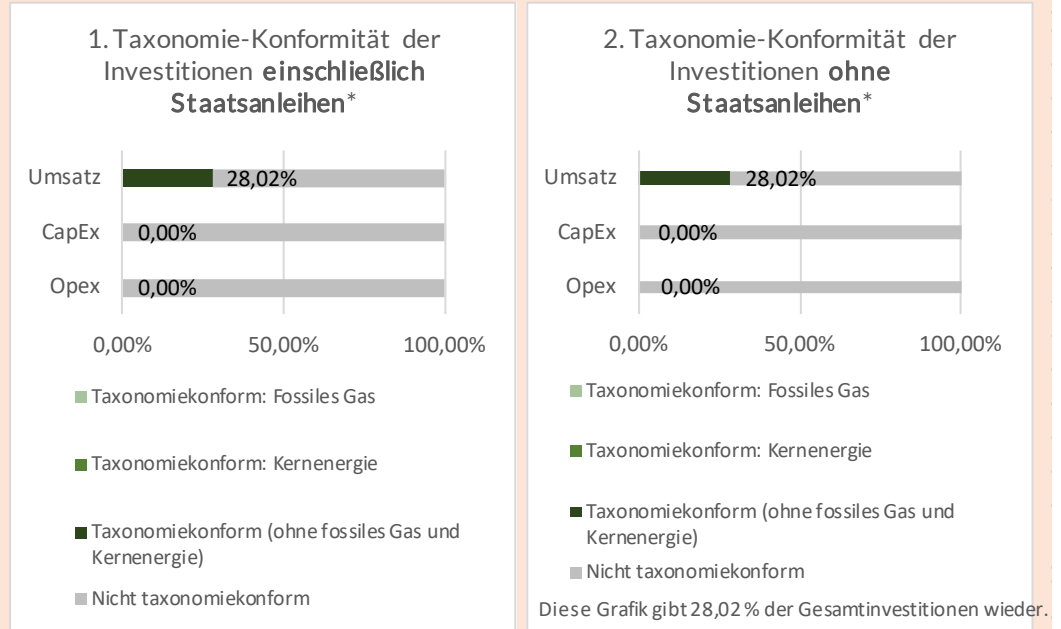 1. Taxonomie-Konformität der
Investitionen einschließlich
Staatsanleihen*
Umsatz
28,02%
CapEx
0,00%
Opex
0,00%
0,00%
50,00%
100,00%
Taxonomiekonform: Fossiles Gas
Taxonomiekonform: Kernenergie
Taxonomiekonform (ohne fossiles Gas und
Kernenergie)
Nicht taxonomiekonform
2. Taxonomie-Konformität der
Investitionen ohne
Staatsanleihen*
Umsatz
28,02%
CapEx
0,00%
Opex
0,00%
0,00%
50,00%
100,00%
Taxonomiekonform: Fossiles Gas
Taxonomiekonform: Kernenergie
Taxonomiekonform (ohne fossiles Gas und
Kernenergie)
Nicht taxonomiekonform
Diese Grafik gibt 28,02 % der Gesamtinvestitionen wieder.